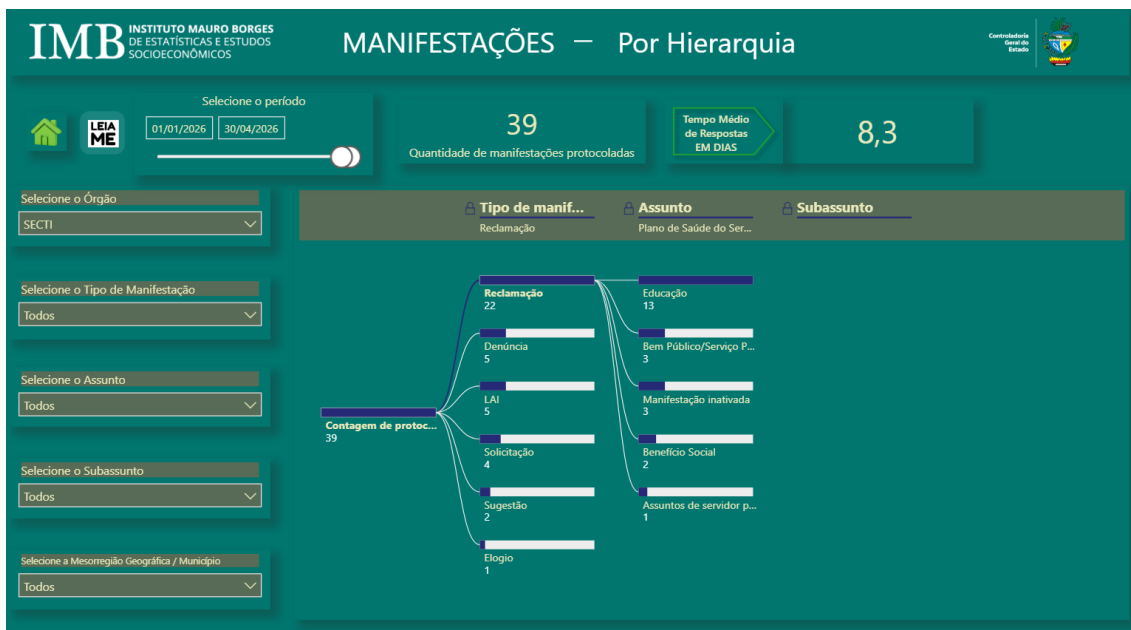 IMB
INSTITUTO MAURO BORGES
DE ESTATÍSTICAS E ESTUDOS
SOCIOECONÔMICOS
MANIFESTAÇÕES — Por Hierarquia
Controladoria
Geral do
Estado
LEIA
ME
Selecione o período
01/01/2026
30/04/2026
39
Quantidade de manifestações protocoladas
Tempo Médio
de Respostas
EM DIAS
8,3
Selecione o Órgão
SECTI
Selecione o Tipo de Manifestação
Todos
Selecione o Assunto
Todos
Selecione o Subassunto
Todos
Selecione a Mesorregião Geográfica / Município
Todos
Tipo de manif...
Reclamação
Assunto
Plano de Saúde do Ser...
Subassunto
Contagem de protoc...
39
Reclamação
22
Denúncia
5
LAI
5
Solicitação
4
Sugestão
2
Elogio
1
Educação
13
Bem Público/Serviço P...
3
Manifestação inativada
3
Benefício Social
2
Assuntos de servidor p...
1